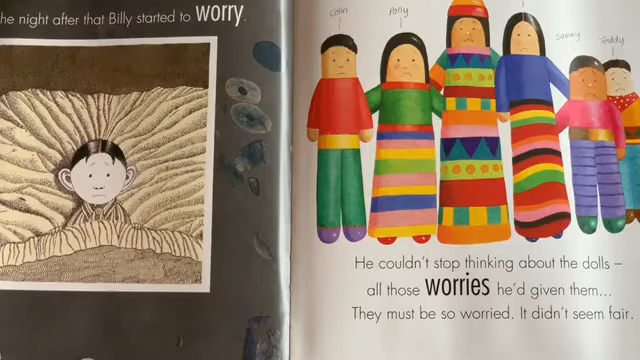 he night after that Billy started to worry.
Colin
Polly
Sammy
Teddy
He couldn't stop thinking about the dolls –
all those worries he'd given them...
They must be so worried. It didn't seem fair.